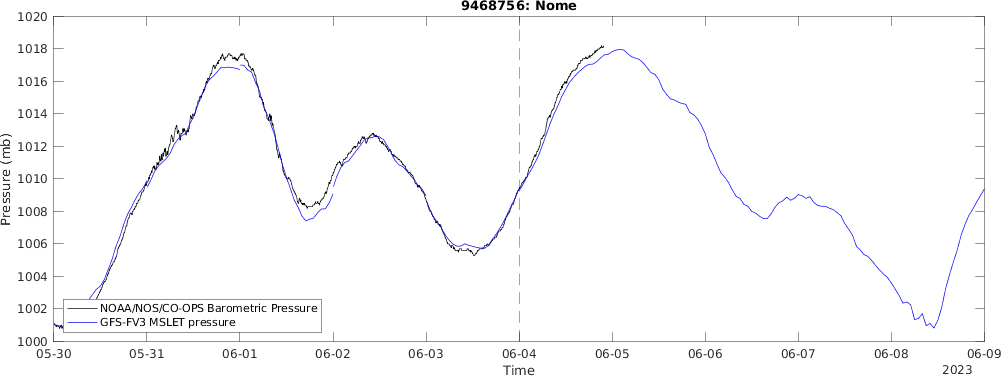 9468756: Nome
1020
1018
1016
1014
1012
1010
1008
1006
1004
1002
1000
Pressure (mb)
NOAA/NOS/CO-OPS Barometric Pressure
GFS-FV3 MSLET pressure
05-30 05-31 06-01 06-02 06-03 06-04 06-05 06-06 06-07 06-08 06-09
Time
2023